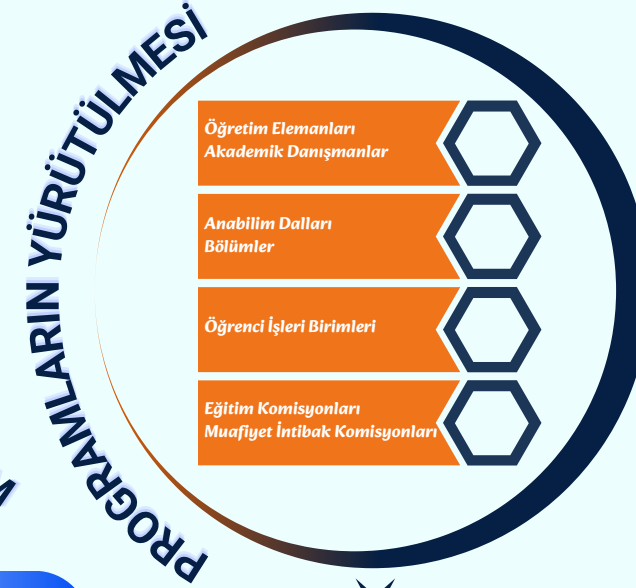 PROGRAMLARIN YÜRÜTÜLMESİ
Öğretim Elemanları
Akademik Danışmanlar
Anabilim Dalları
Bölümler
Öğrenci İşleri Birimleri
Eğitim Komisyonları
Muafiyet İntibak Komisyonları